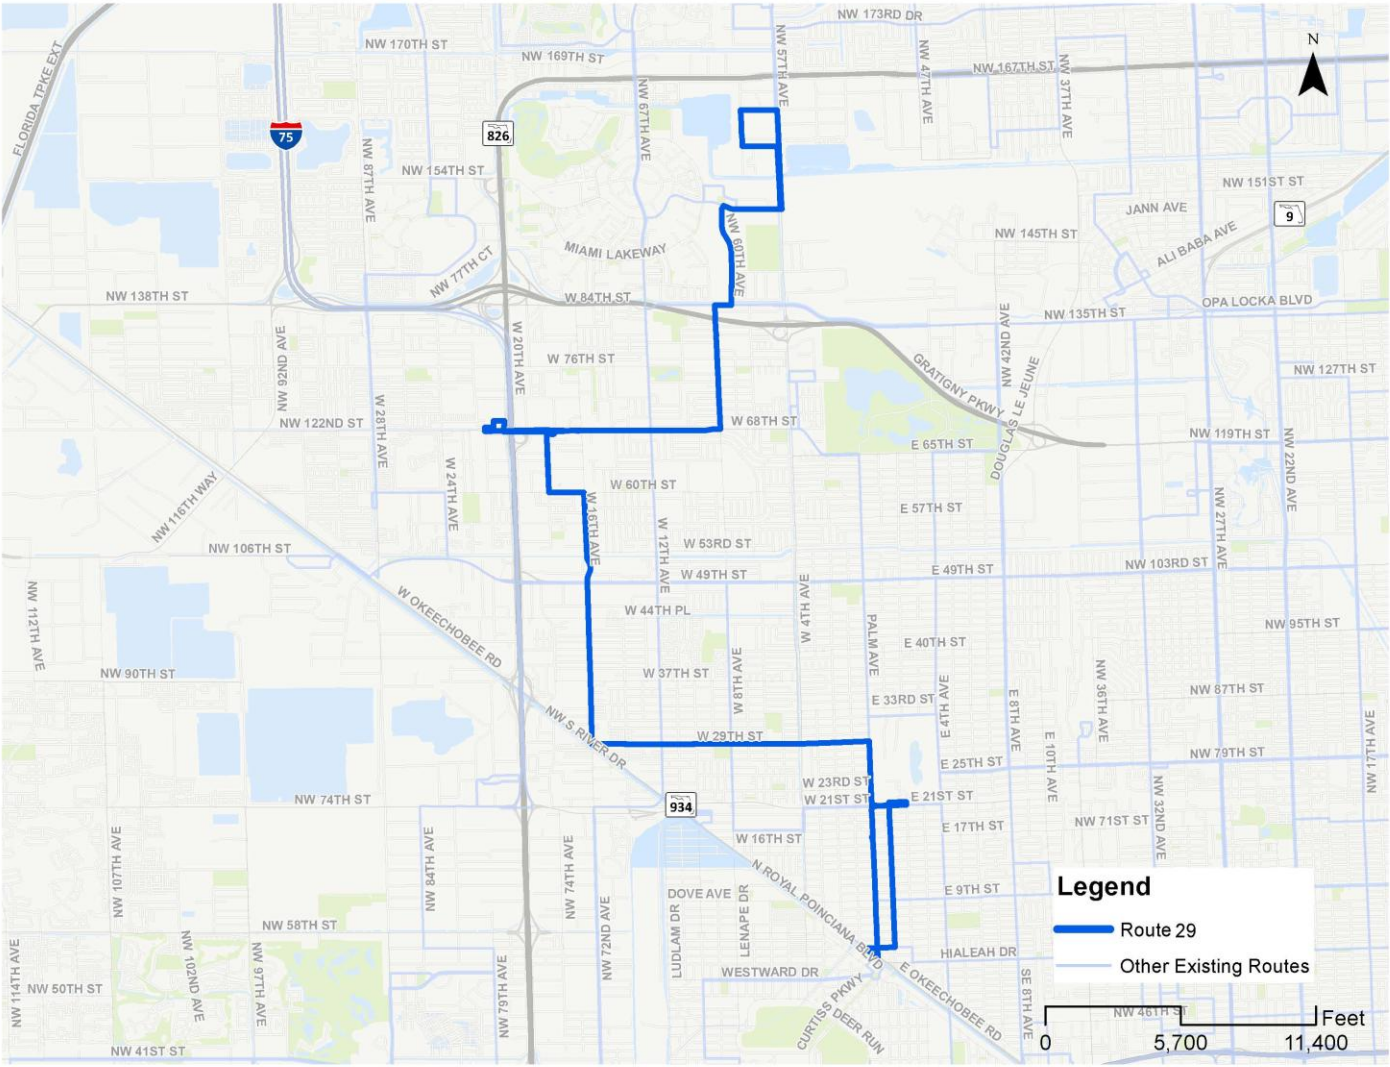 NW 173RD DR
NW 170TH ST
NW 169TH ST
NW 57TH AVE
NW 47TH AVE
NW 37TH AVE
NW 167TH ST
N
FLORIDA TPKE EXT
75
826
NW 67TH AVE
NW 87TH AVE
NW 154TH ST
NW 151ST ST
9
JANN AVE
NW 145TH ST
ALI BABA AVE
NW 60TH AVE
MIAMI LAKEWAY
NW 77TH CT
NW 138TH ST
W 84TH ST
OPA LOCKA BLVD
NW 135TH ST
NW 92ND AVE
W 20TH AVE
W 76TH ST
NW 42ND AVE
GRATIGNY PKWY
DOUGLAS LE JEUNE
NW 127TH ST
NW 122ND ST
W 28TH AVE
W 68TH ST
E 65TH ST
NW 119TH ST
NW 22ND AVE
NW 116TH WAY
W 24TH AVE
W 60TH ST
W 16TH AVE
E 57TH ST
NW 27TH AVE
NW 106TH ST
W 12TH AVE
W 53RD ST
W 49TH ST
E 49TH ST
NW 103RD ST
NW 112TH AVE
W OKEECHOBEE RD
W 44TH PL
W 4TH AVE
PALM AVE
E 40TH ST
NW 95TH ST
NW 90TH ST
W 37TH ST
W 8TH AVE
E 33RD ST
E 4TH AVE
E 8TH AVE
NW 36TH AVE
NW 87TH ST
NW S RIVER DR
W 29TH ST
E 10TH AVE
NW 79TH ST
NW 17TH AVE
E 25TH ST
W 23RD ST
W 21ST ST
E 21ST ST
NW 74TH ST
934
NW 32ND AVE
NW 71ST ST
E 17TH ST
W 16TH ST
NW 107TH AVE
NW 84TH AVE
NW 74TH AVE
N ROYAL POINCIANA BLVD
DOVE AVE
E 9TH ST
LUDLAM DR
LENAPE DR
NW 72ND AVE
NW 58TH ST
NW 114TH AVE
NW 102ND AVE
NW 97TH AVE
NW 79TH AVE
HIALEAH DR
WESTWARD DR
E OKEECHOBEE RD
SE 8TH AVE
NW 50TH ST
CURTISS PKWY
DEER RUN
NW 46TH ST
NW 41ST ST
Legend
Route 29
Other Existing Routes
Feet
0 5,700 11,400